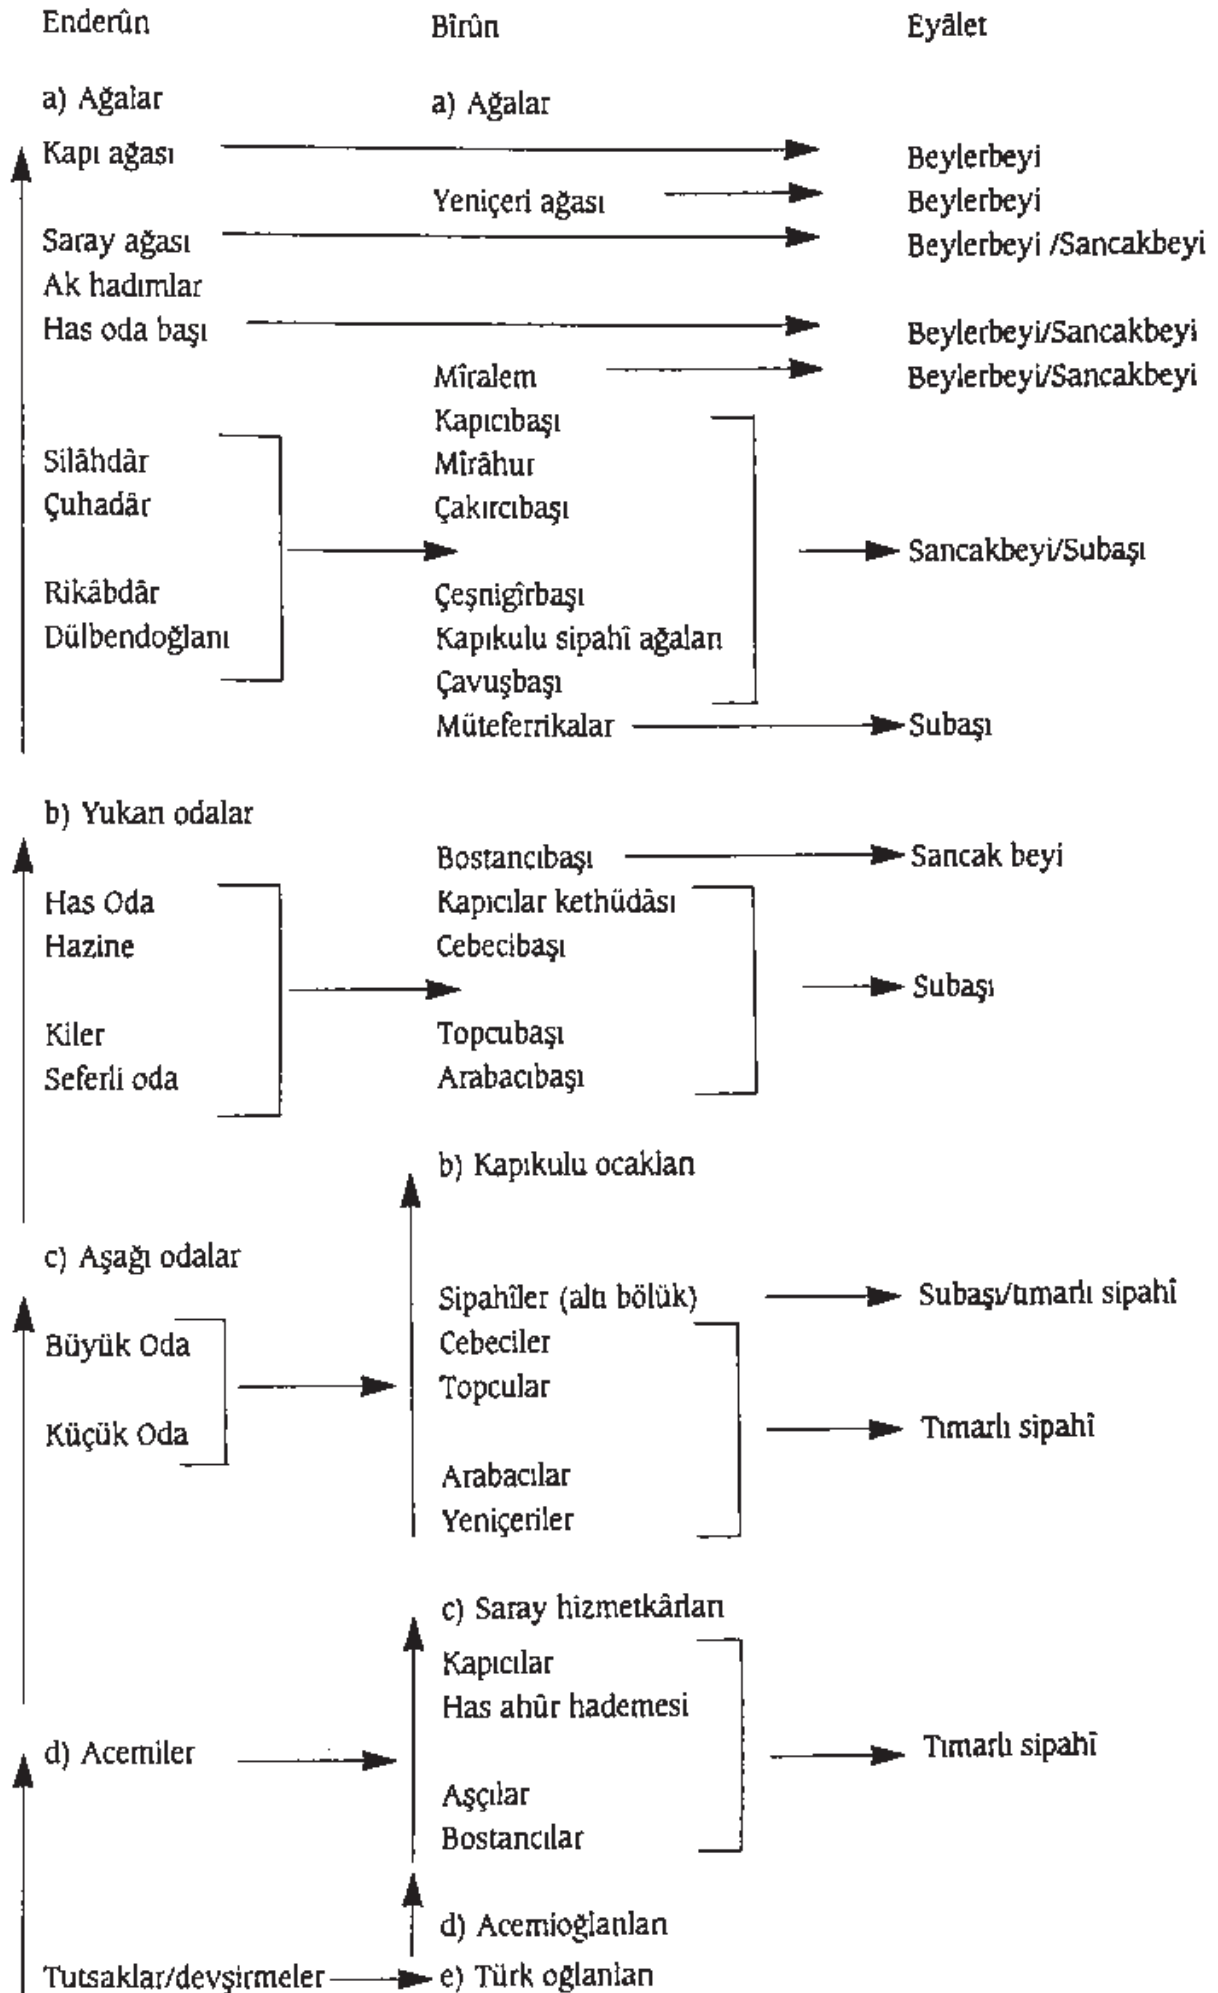 Enderûn Bîrûn Eyâlet
a) Ağalar a) Ağalar
Kapı ağası Beylerbeyi
Yeniçeri ağası Beylerbeyi
Saray ağası Beylerbeyi /Sancakbeyi
Ak hadımlar
Has oda başı Beylerbeyi/Sancakbeyi
Mîralem Beylerbeyi/Sancakbeyi
Kapıcıbaşı
Silâhdâr Mîrâhur
Çuhadâr Çakırcıbaşı
Sancakbeyi/Subaşı
Rikâbdâr Çeşnigîrbaşı
Dülbendoğlanı Kapıkulu sipahî ağaları
Çavuşbaşı
Müteferrikalar Subaşı
b) Yukarı odalar
Bostancıbaşı Sancak beyi
Has Oda Kapıcılar kethüdâsı
Hazine Cebecibaşı
Subaşı
Kiler Topcubaşı
Seferli oda Arabacıbaşı
b) Kapıkulu ocakları
c) Aşağı odalar
Sipahîler (altı bölük) Subaşı/tımarlı sipahî
Büyük Oda Cebeciler
Topcular
Küçük Oda Tımarlı sipahî
Arabacılar
Yeniçeriler
c) Saray hizmetkârları
Kapıcılar
Has ahûr hademesi
d) Acemiler Tımarlı sipahî
Aşçılar
Bostancılar
d) Acemioğlanları
Tutsaklar/devşirmeler e) Türk oğlanları